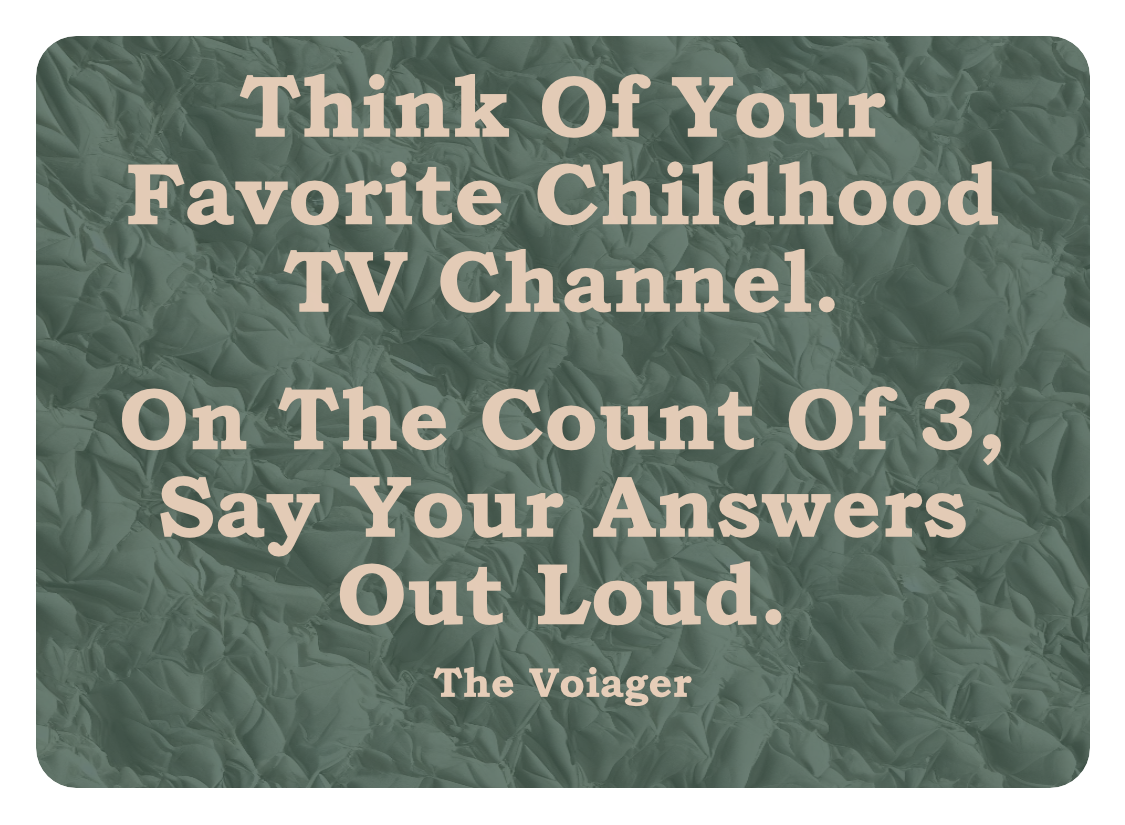 Think Of Your
Favorite Childhood
TV Channel.
On The Count Of 3,
Say Your Answers
Out Loud.
The Voiager